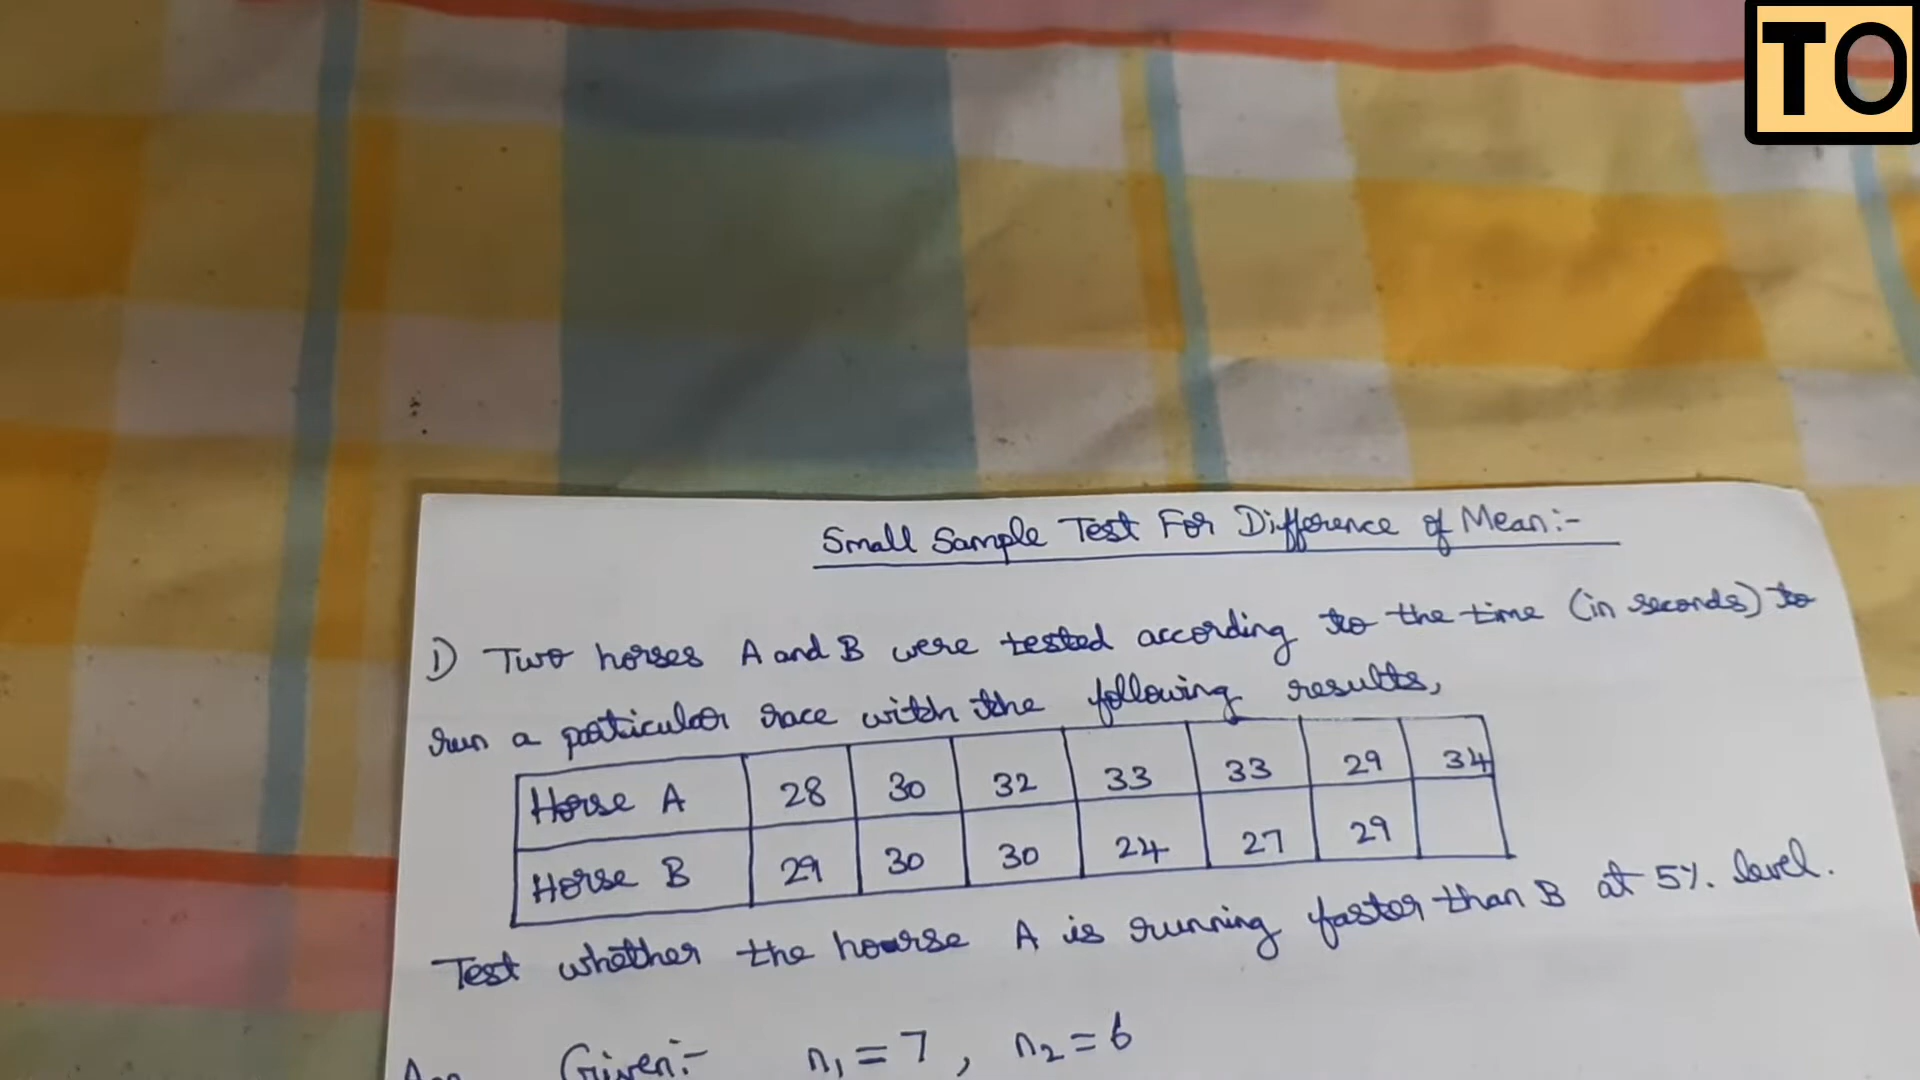 TO
Small Sample Test For Difference of Mean:-
1) Two horses A and B were tested according to the time (in seconds) to
run a particular race with the following results,
Horse A 28 30 32 33 33 29 34
Horse B 29 30 30 24 27 29
Test whether the hourse A is running faster than B at 5%. level.
Given:- n₁ = 7, n₂ = 6